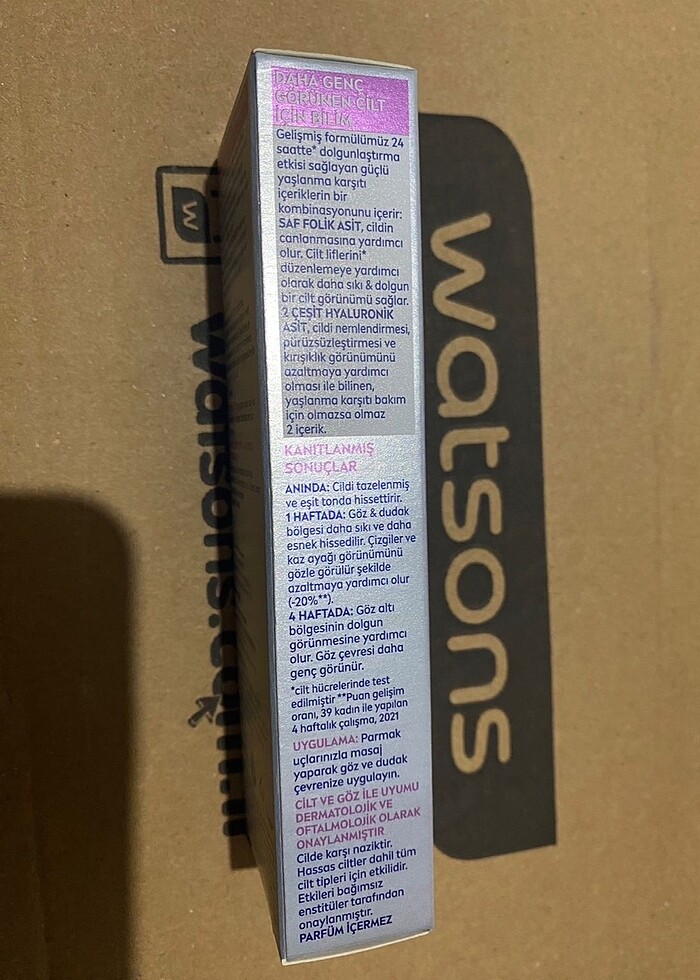 DAHA GENÇ
GÖRÜNEN CİLT
İÇİN BİLİM
Gelişmiş formülümüz 24
saatte* dolgunlaştırma
etkisi sağlayan güçlü
yaşlanma karşıtı
içeriklerin bir
kombinasyonunu içerir:
SAF FOLİK ASİT, cildin
canlanmasına yardımcı
olur. Cilt liflerini*
düzenlemeye yardımcı
olarak daha sıkı & dolgun
bir cilt görünümü sağlar.
2 ÇEŞİT HYALURONİK
ASİT, cildi nemlendirmesi,
pürüzsüzleştirmesi ve
kırışıklık görünümünü
azaltmaya yardımcı
olması ile bilinen,
yaşlanma karşıtı bakım
için olmazsa olmaz
2 içerik.
KANITLANMIŞ
SONUÇLAR
ANINDA: Cildi tazelenmiş
ve eşit tonda hissettirir.
1 HAFTADA: Göz & dudak
bölgesi daha sıkı ve daha
esnek hissedilir. Çizgiler ve
kaz ayağı görünümünü
gözle görülür şekilde
azaltmaya yardımcı olur
(-20%**).
4 HAFTADA: Göz altı
bölgesinin dolgun
görünmesine yardımcı
olur. Göz çevresi daha
genç görünür.
*cilt hücrelerinde test
edilmiştir **Puan gelişim
oranı, 39 kadın ile yapılan
4 haftalık çalışma, 2021
UYGULAMA: Parmak
uçlarınızla masaj
yaparak göz ve dudak
çevrenize uygulayın.
CİLT VE GÖZ İLE UYUMU
DERMATOLOJİK VE
OFTALMOLOJİK OLARAK
ONAYLANMIŞTIR
Cilde karşı naziktir.
Hassas ciltler dahil tüm
cilt tipleri için etkilidir.
Etkileri bağımsız
enstitüler tarafından
onaylanmıştır.
PARFÜM İÇERMEZ
watsons
w
watsons.com.tr